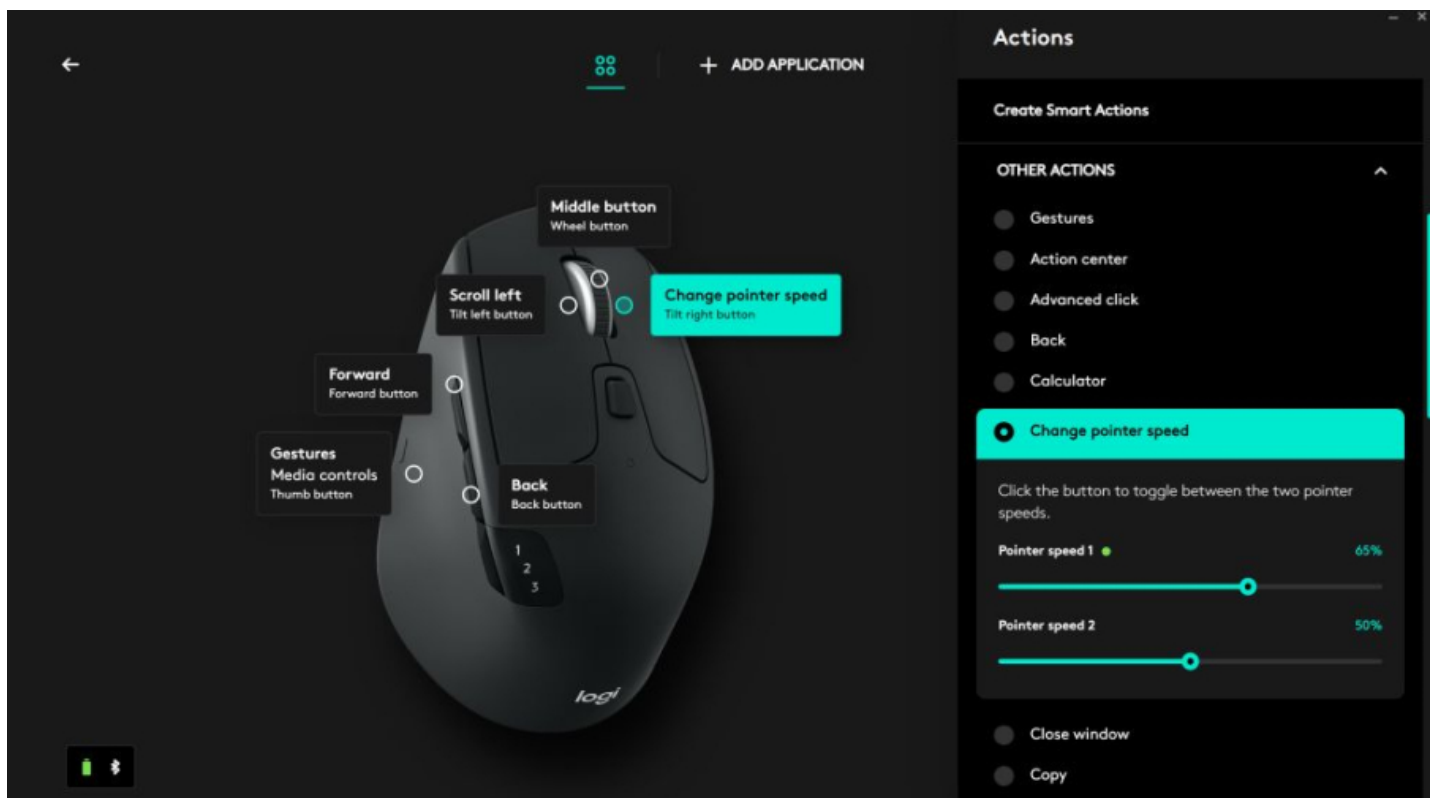 + ADD APPLICATION
Middle button
Wheel button
Scroll left
Tilt left button
Change pointer speed
Tilt right button
Forward
Forward button
Gestures
Media controls
Thumb button
Back
Back button
1
2
3
logi
Actions
Create Smart Actions
OTHER ACTIONS
Gestures
Action center
Advanced click
Back
Calculator
Change pointer speed
Click the button to toggle between the two pointer
speeds.
Pointer speed 1
65%
Pointer speed 2
50%
Close window
Copy